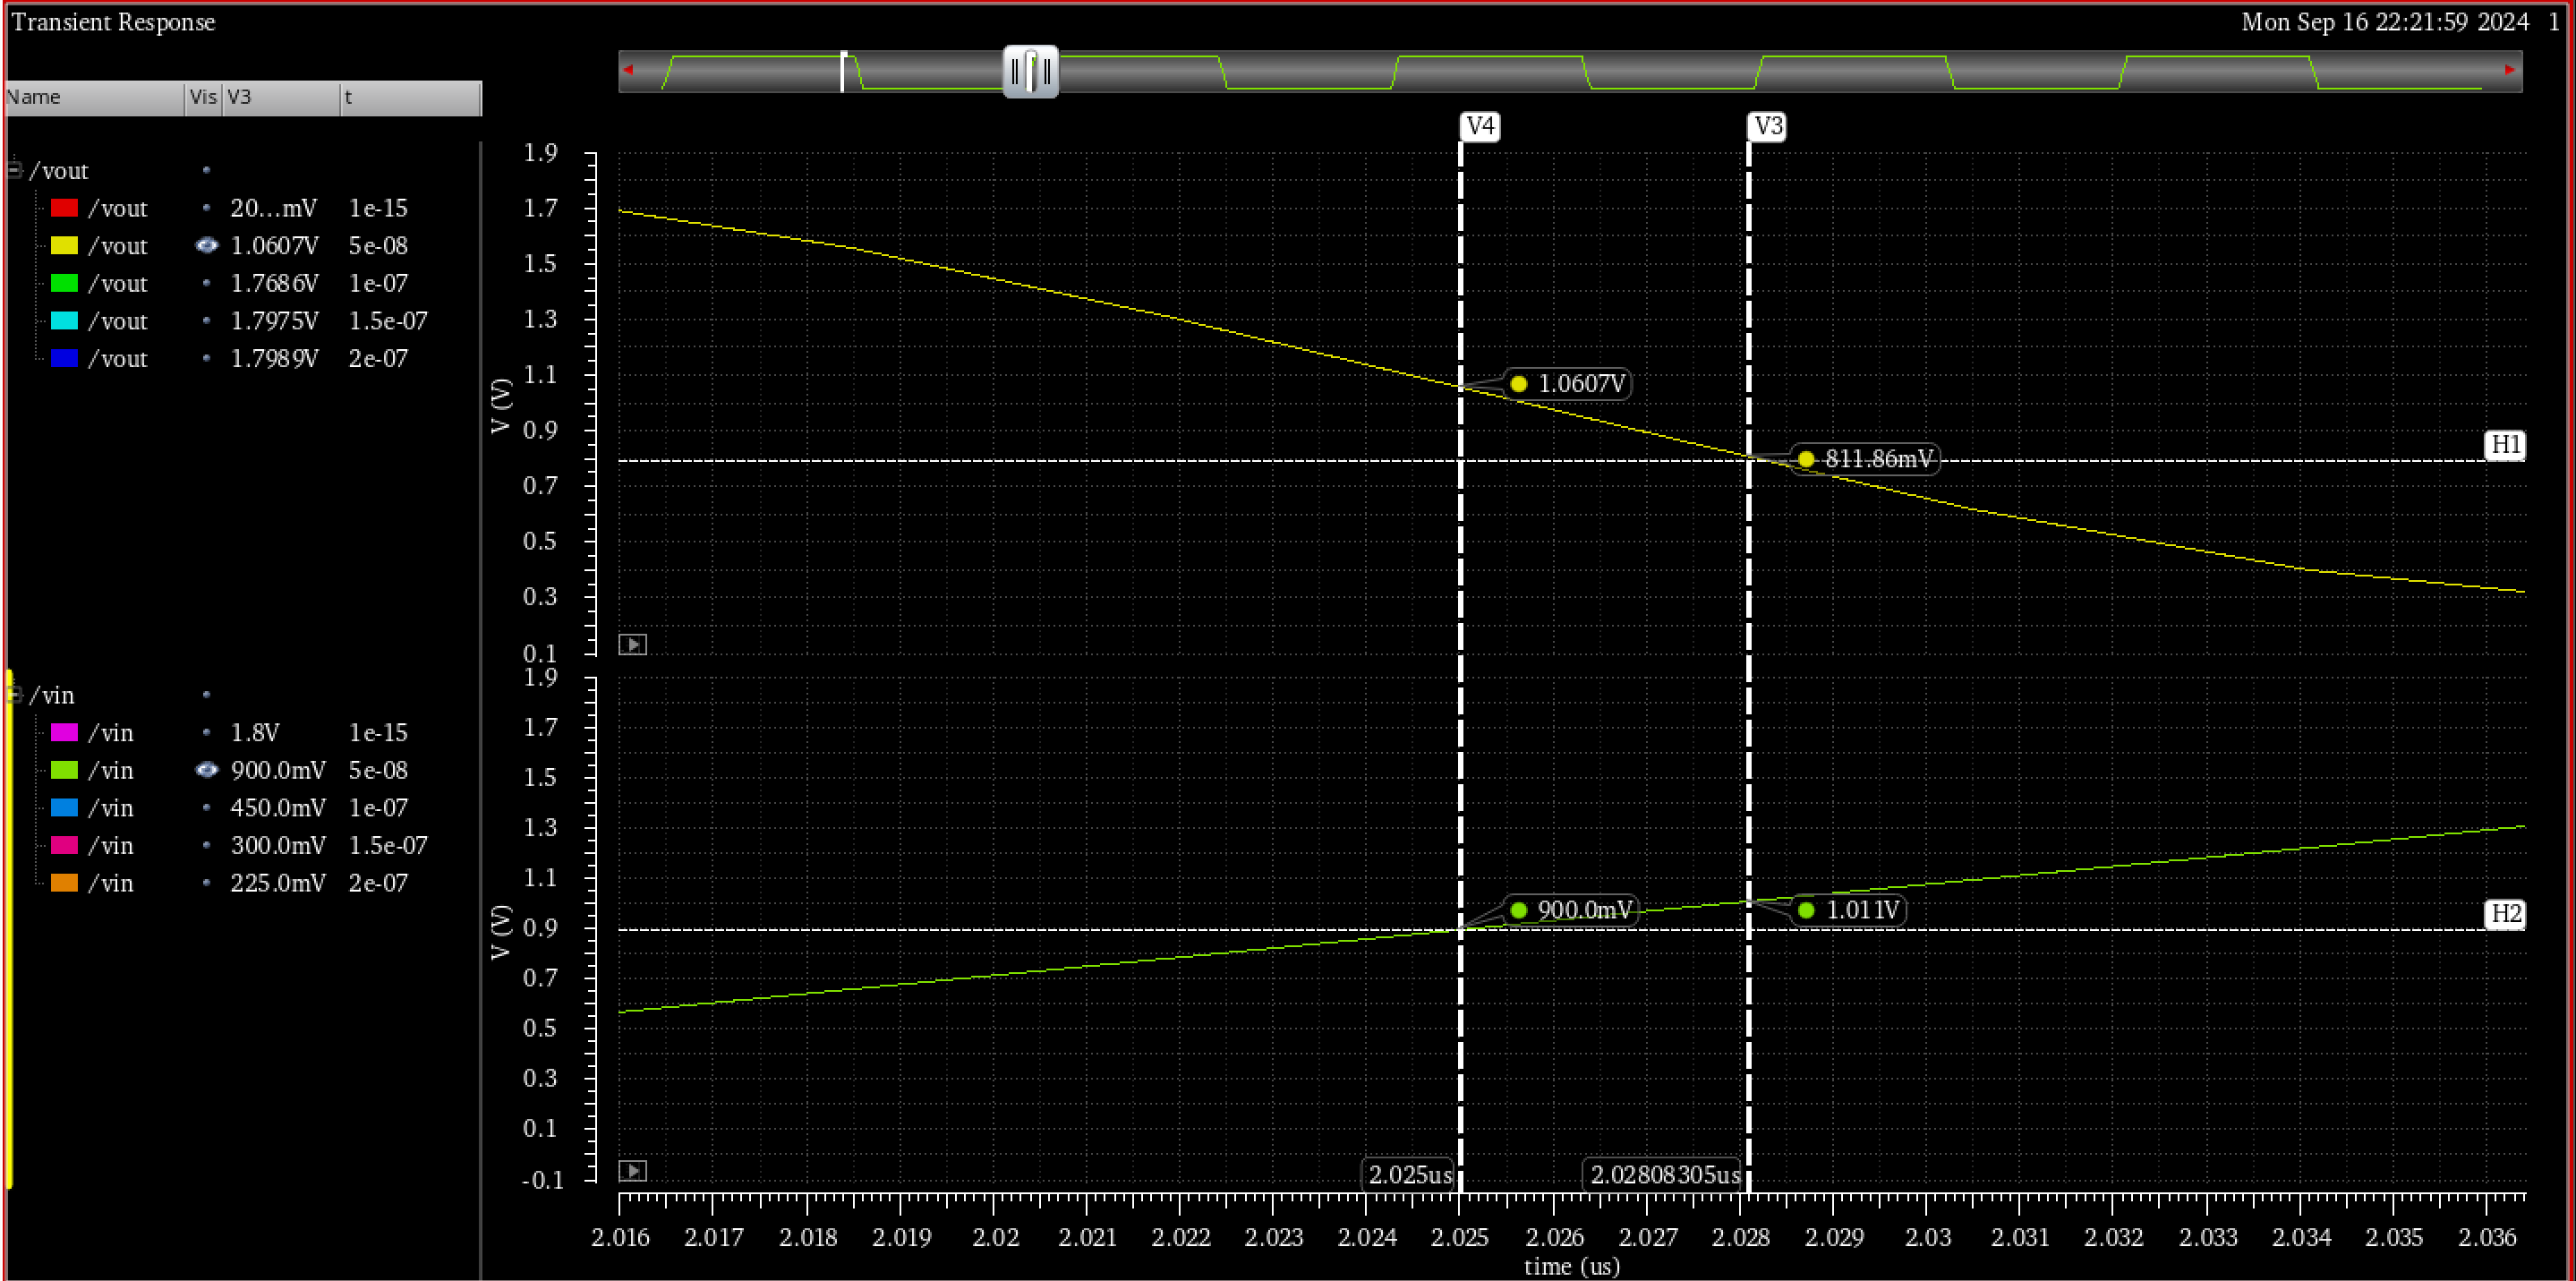 Transient Response
Mon Sep 16 22:21:59 2024 1
Name Vis V3 t
V4 V3
/vout
/vout 20...mV 1e-15
/vout 1.0607V 5e-08
/vout 1.7686V 1e-07
/vout 1.7975V 1.5e-07
/vout 1.7989V 2e-07
1.9
1.7
1.5
1.3
1.1
0.9
0.7
0.5
0.3
0.1
V (V)
1.0607V
811.86mV
H1
/vin
/vin 1.8V 1e-15
/vin 900.0mV 5e-08
/vin 450.0mV 1e-07
/vin 300.0mV 1.5e-07
/vin 225.0mV 2e-07
1.9
1.7
1.5
1.3
1.1
0.9
0.7
0.5
0.3
0.1
-0.1
V (V)
900.0mV
1.011V
H2
2.025us
2.02808305us
2.016 2.017 2.018 2.019 2.02 2.021 2.022 2.023 2.024 2.025 2.026 2.027 2.028 2.029 2.03 2.031 2.032 2.033 2.034 2.035 2.036
time (us)